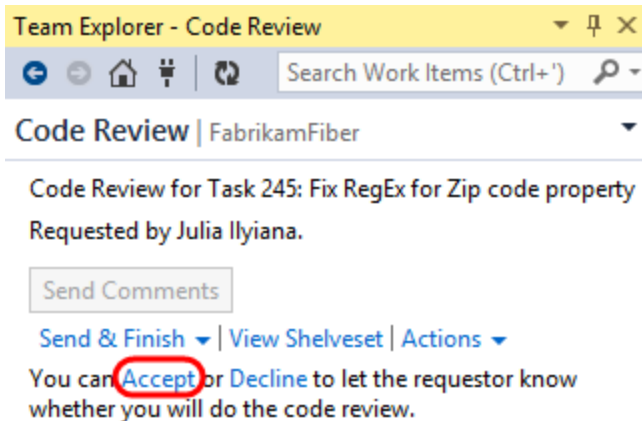 Team Explorer - Code Review
Search Work Items (Ctrl+')
Code Review | FabrikamFiber
Code Review for Task 245: Fix RegEx for Zip code property
Requested by Julia Ilyiana.
Send Comments
Send & Finish | View Shelveset | Actions
You can Accept or Decline to let the requestor know
whether you will do the code review.